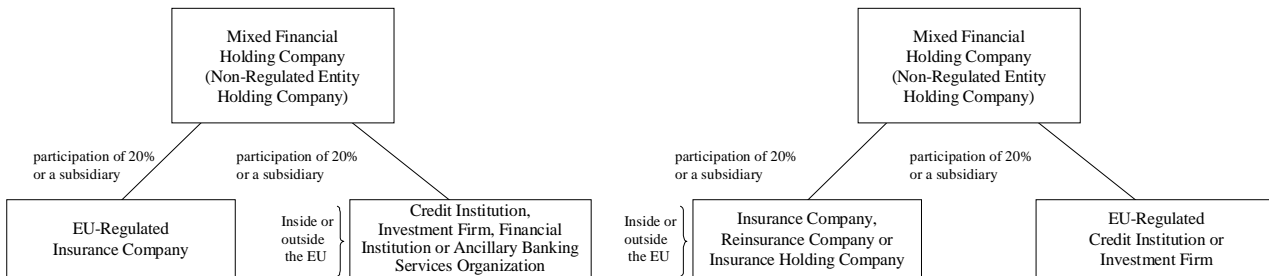 Mixed Financial
Holding Company
(Non-Regulated Entity
Holding Company)
participation of 20%
or a subsidiary
participation of 20%
or a subsidiary
EU-Regulated
Insurance Company
Inside or
outside
the EU
Credit Institution,
Investment Firm, Financial
Institution or Ancillary Banking
Services Organization
Mixed Financial
Holding Company
(Non-Regulated Entity
Holding Company)
participation of 20%
or a subsidiary
participation of 20%
or a subsidiary
Inside or
outside
the EU
Insurance Company,
Reinsurance Company or
Insurance Holding Company
EU-Regulated
Credit Institution or
Investment Firm